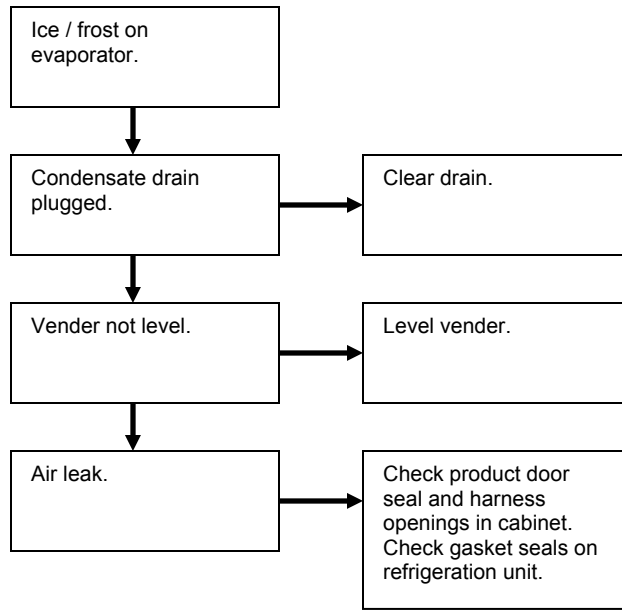 Ice / frost on
evaporator.
Condensate drain
plugged.
Clear drain.
Vender not level.
Level vender.
Air leak.
Check product door
seal and harness
openings in cabinet.
Check gasket seals on
refrigeration unit.